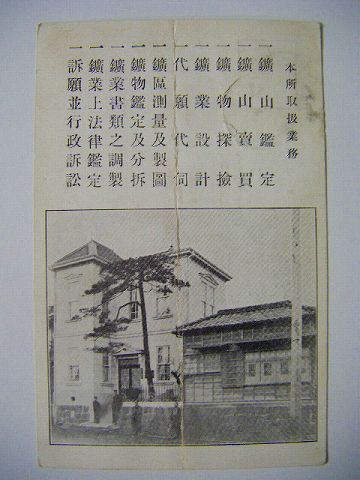 本所取扱業務
一鑛山鑑定
一鑛山賣買
一鑛物探撿
一鑛業設計
一代願代伺
一鑛區測量及製圖
一鑛物鑑定及分拆
一鑛業書類之調製
一鑛業上法律鑑定
一訴願並行政訴訟